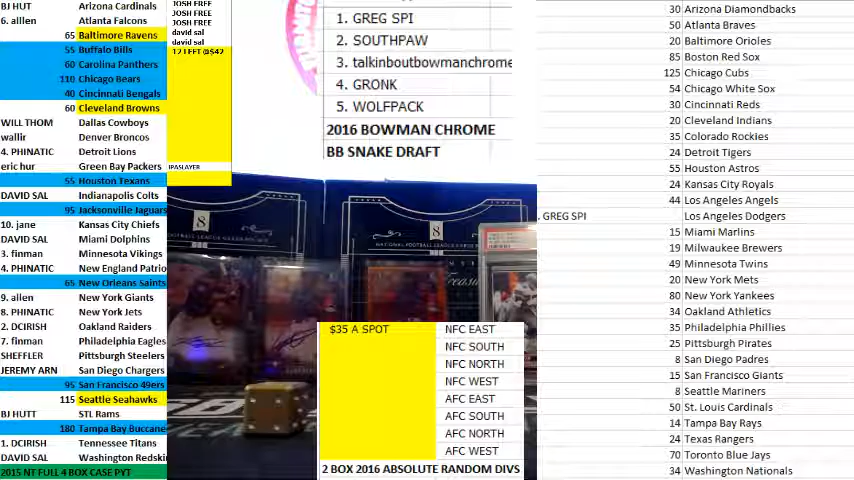 BJ HUT Arizona Cardinals
6. alllen Atlanta Falcons
65 Baltimore Ravens
55 Buffalo Bills
60 Carolina Panthers
110 Chicago Bears
40 Cincinnati Bengals
60 Cleveland Browns
WILL THOM Dallas Cowboys
wallir Denver Broncos
4. PHINATIC Detroit Lions
eric hur Green Bay Packers
55 Houston Texans
DAVID SAL Indianapolis Colts
95 Jacksonville Jaguars
10. jane Kansas City Chiefs
DAVID SAL Miami Dolphins
3. finman Minnesota Vikings
4. PHINATIC New England Patrio
65 New Orleans Saints
9. allen New York Giants
8. PHINATIC New York Jets
2. DCIRISH Oakland Raiders
7. finman Philadelphia Eagles
SHEFFLER Pittsburgh Steelers
JEREMY ARN San Diego Chargers
95 San Francisco 49ers
115 Seattle Seahawks
BJ HUTT STL Rams
180 Tampa Bay Buccane
1. DCIRISH Tennessee Titans
DAVID SAL Washington Redski
2015 NT FULL 4 BOX CASE PYT
JOSH FREE
JOSH FREE
JOSH FREE
david sal
david sal
12 LEFT @$42
IPASLAYER
1. GREG SPI
2. SOUTHPAW
3. talkinboutbowmanchrome
4. GRONK
5. WOLFPACK
2016 BOWMAN CHROME
BB SNAKE DRAFT
8
8
$35 A SPOT NFC EAST
NFC SOUTH
NFC NORTH
NFC WEST
AFC EAST
AFC SOUTH
AFC NORTH
AFC WEST
2 BOX 2016 ABSOLUTE RANDOM DIVS
30 Arizona Diamondbacks
50 Atlanta Braves
20 Baltimore Orioles
85 Boston Red Sox
125 Chicago Cubs
54 Chicago White Sox
30 Cincinnati Reds
20 Cleveland Indians
35 Colorado Rockies
24 Detroit Tigers
55 Houston Astros
24 Kansas City Royals
44 Los Angeles Angels
. GREG SPI Los Angeles Dodgers
15 Miami Marlins
19 Milwaukee Brewers
49 Minnesota Twins
20 New York Mets
80 New York Yankees
34 Oakland Athletics
35 Philadelphia Phillies
25 Pittsburgh Pirates
8 San Diego Padres
15 San Francisco Giants
8 Seattle Mariners
50 St. Louis Cardinals
14 Tampa Bay Rays
24 Texas Rangers
70 Toronto Blue Jays
34 Washington Nationals